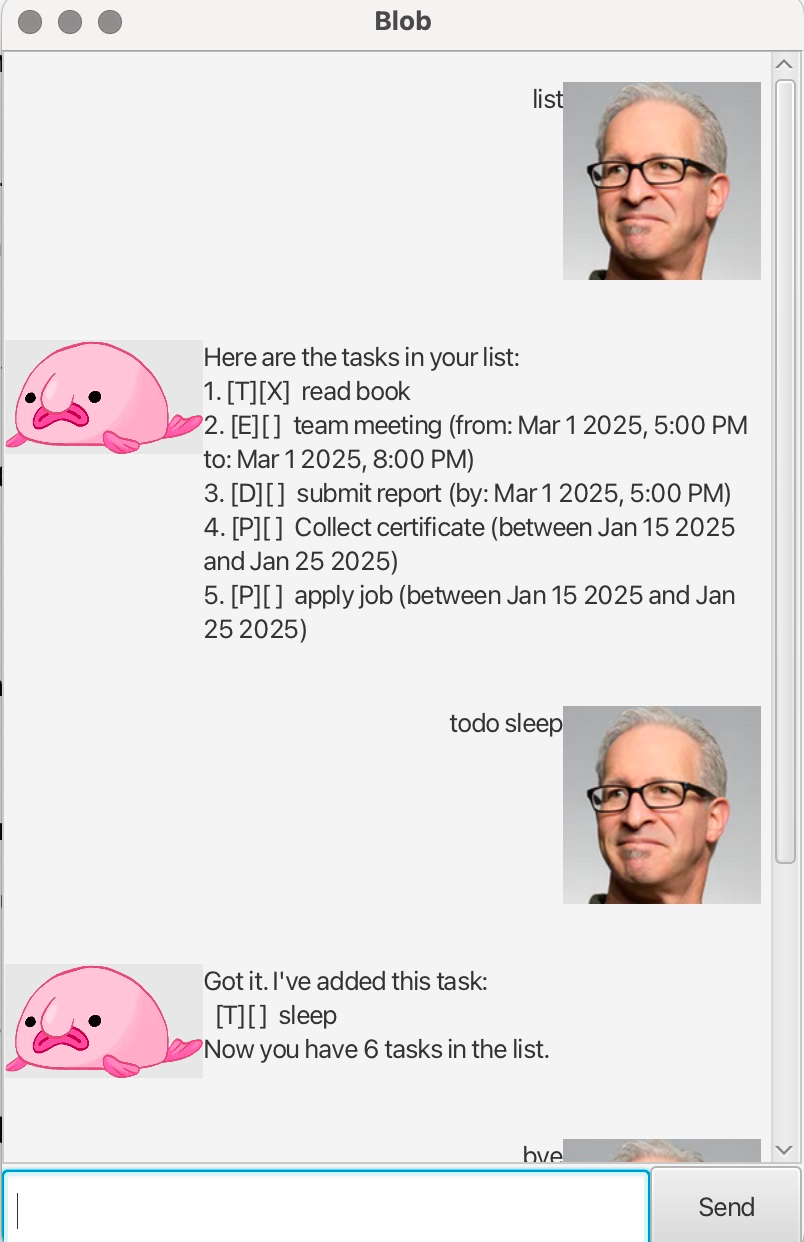 Blob
list
Here are the tasks in your list:
1. [T][X]  read book
2. [E][ ]  team meeting (from: Mar 1 2025, 5:00 PM
to: Mar 1 2025, 8:00 PM)
3. [D][ ]  submit report (by: Mar 1 2025, 5:00 PM)
4. [P][ ]  Collect certificate (between Jan 15 2025
and Jan 25 2025)
5. [P][ ]  apply job (between Jan 15 2025 and Jan
25 2025)
todo sleep
Got it. I've added this task:
  [T][ ]  sleep
Now you have 6 tasks in the list.
bye
Send